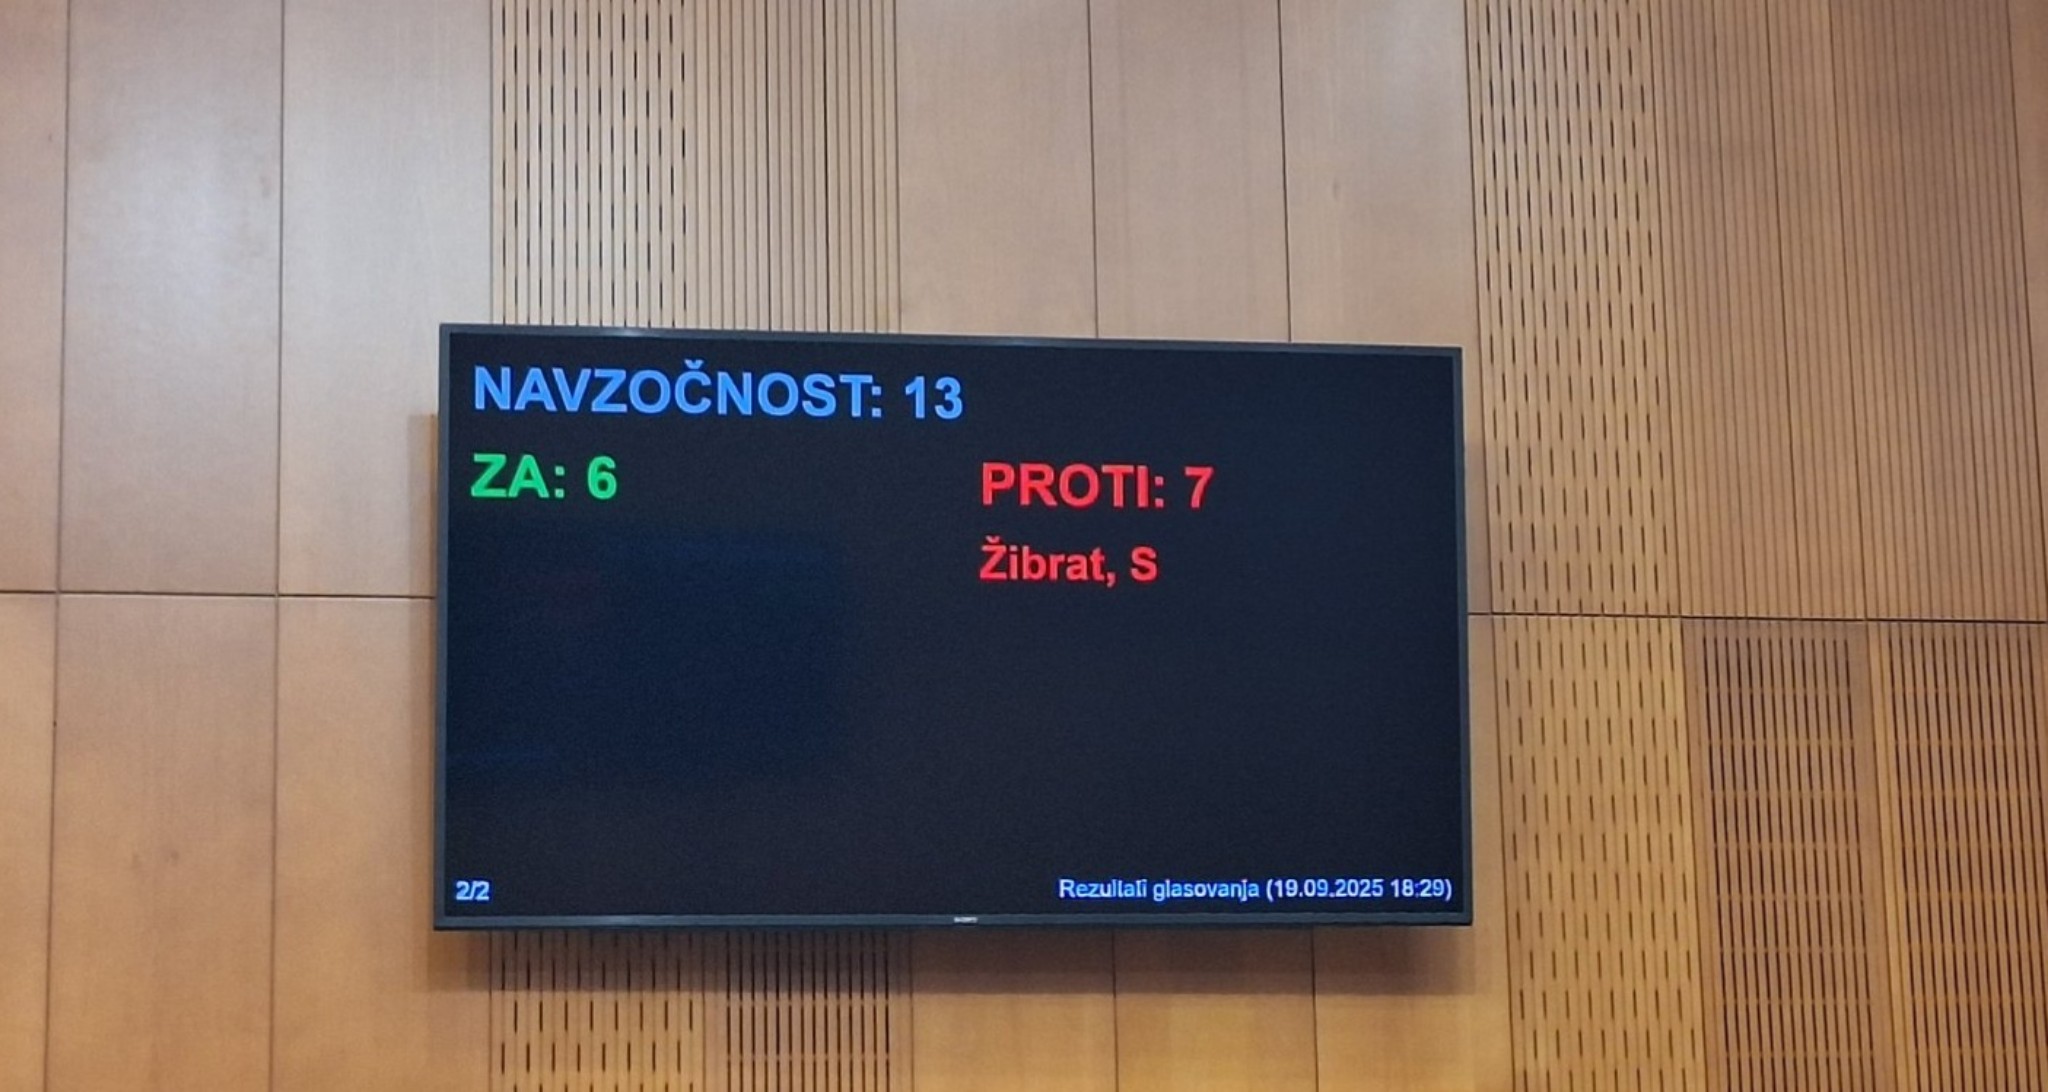 NAVZOČNOST: 13
ZA: 6
PROTI: 7
Žibrat, S
2/2
Rezultati glasovanja (19.09.2025 18:29)